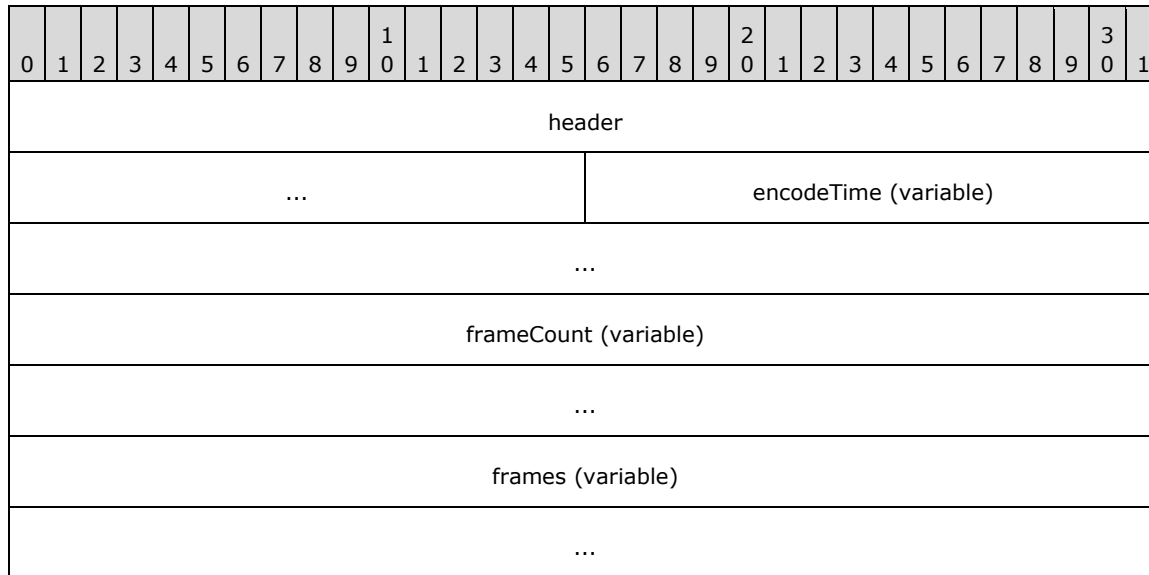 1 2 3
0 1 2 3 4 5 6 7 8 9 0 1 2 3 4 5 6 7 8 9 0 1 2 3 4 5 6 7 8 9 0 1
header
... encodeTime (variable)
...
frameCount (variable)
...
frames (variable)
...